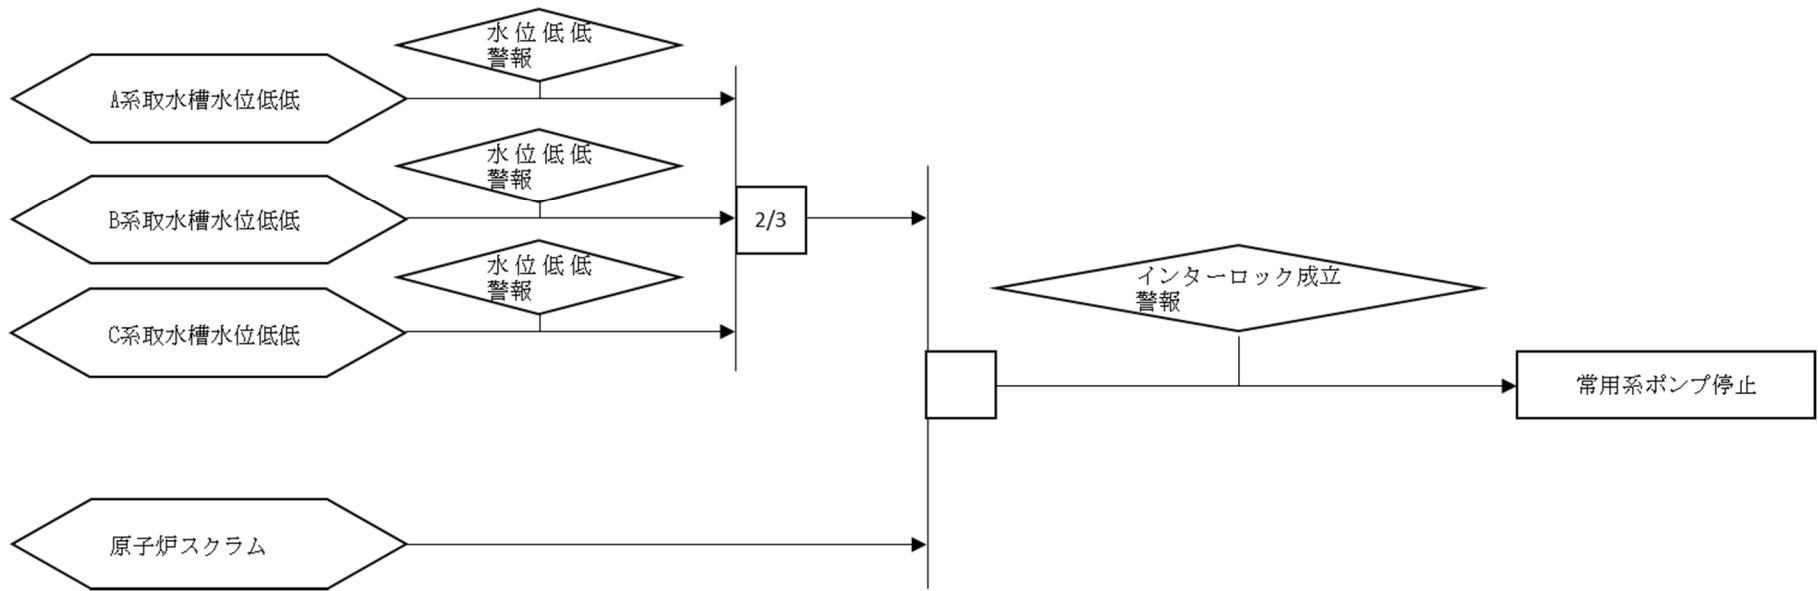 水位低低
警報
A系取水槽水位低低
水位低低
警報
B系取水槽水位低低
2/3
水位低低
警報
C系取水槽水位低低
インターロック成立
警報
常用系ポンプ停止
原子炉スクラム